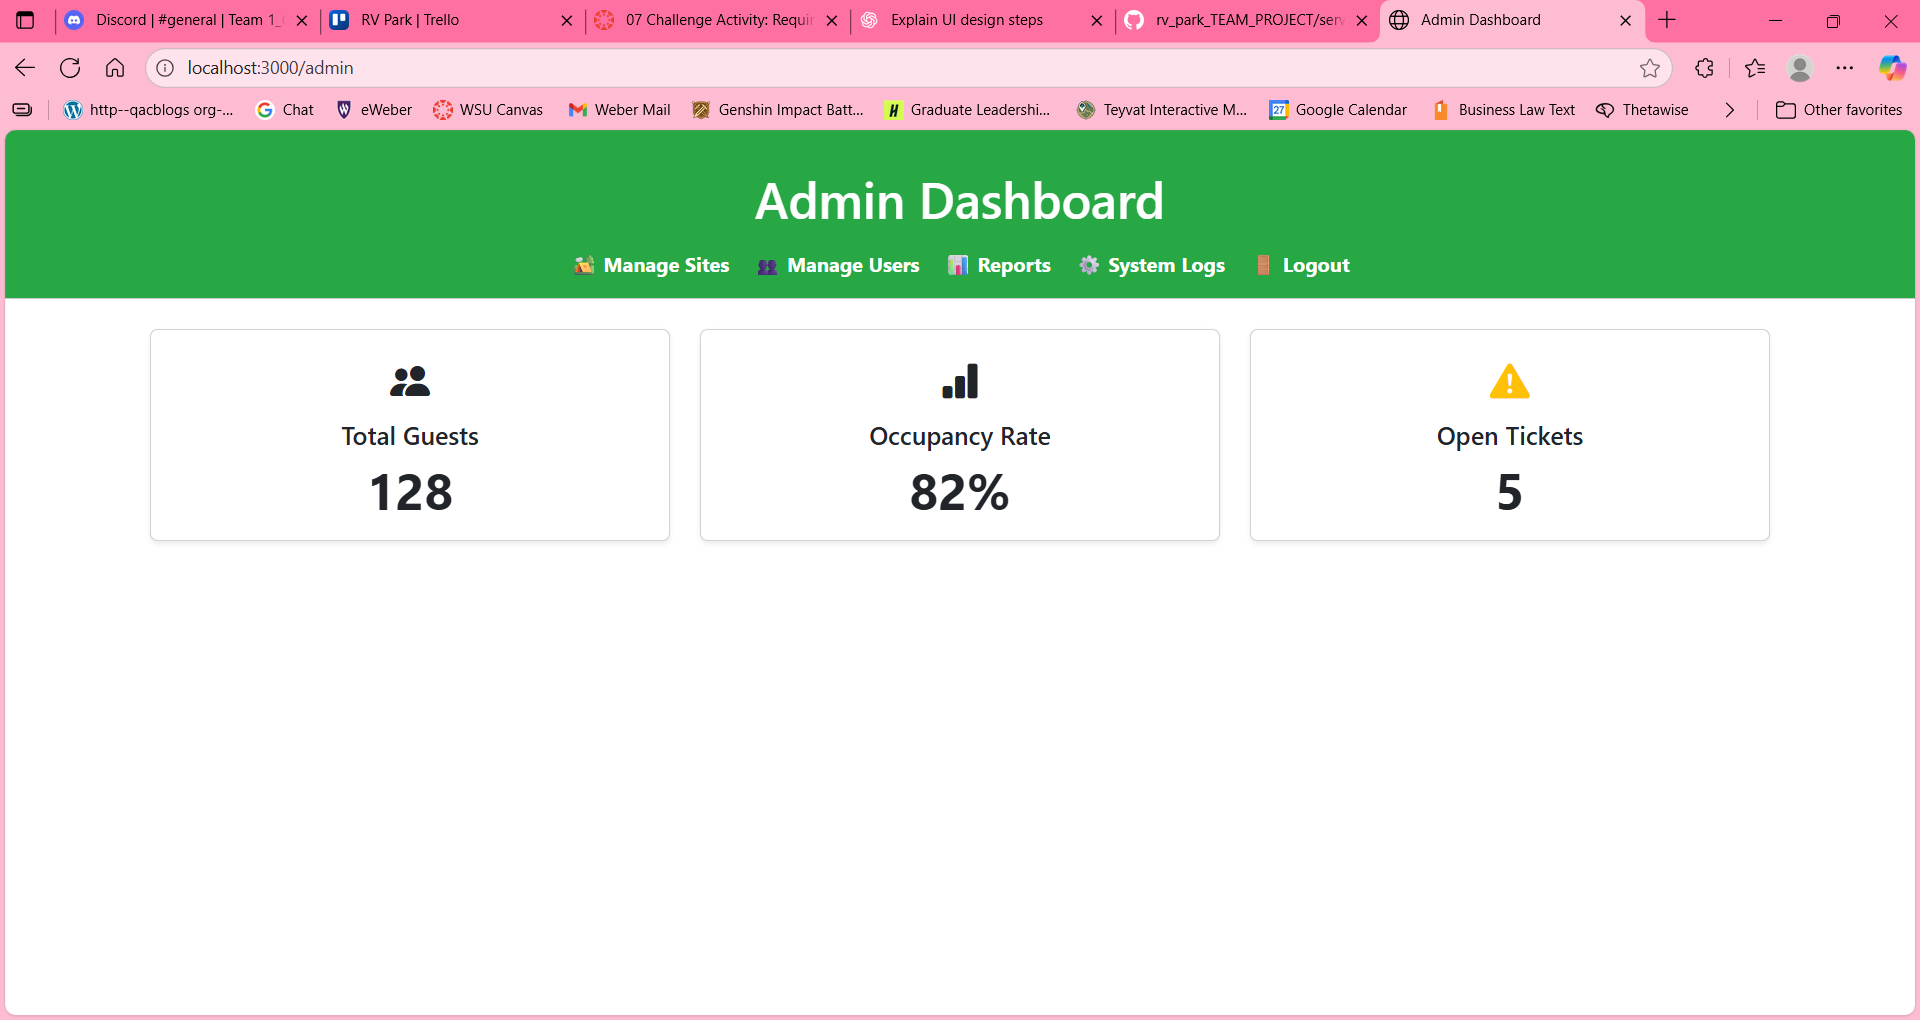 Discord | #general | Team 1_
RV Park | Trello
07 Challenge Activity: Requir
Explain UI design steps
rv_park_TEAM_PROJECT/serv
Admin Dashboard
localhost:3000/admin
http--qacblogs org-...
Chat
eWeber
WSU Canvas
Weber Mail
Genshin Impact Batt...
Graduate Leadershi...
Teyvat Interactive M...
27
Google Calendar
Business Law Text
Thetawise
Other favorites
Admin Dashboard
Manage Sites
Manage Users
Reports
System Logs
Logout
Total Guests
128
Occupancy Rate
82%
Open Tickets
5